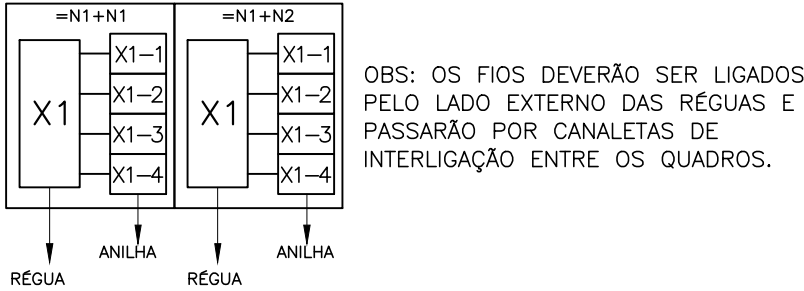 =N1+N1
=N1+N2
X1
X1-1
X1-2
X1-3
X1-4
X1
X1-1
X1-2
X1-3
X1-4
ANILHA
ANILHA
RÉGUA
RÉGUA
OBS: OS FIOS DEVERÃO SER LIGADOS
PELO LADO EXTERNO DAS RÉGUAS E
PASSARÃO POR CANALETAS DE
INTERLIGAÇÃO ENTRE OS QUADROS.